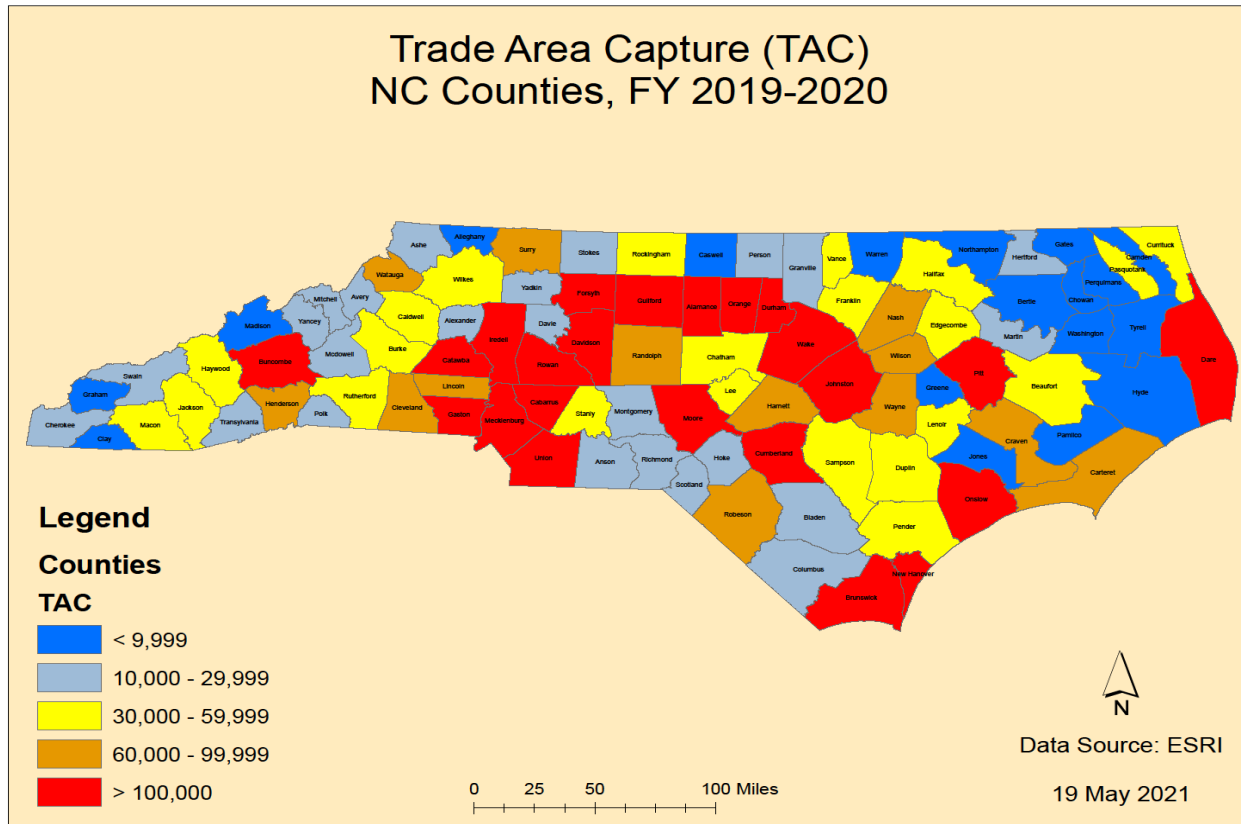 Trade Area Capture (TAC)
NC Counties, FY 2019-2020
Ashe
Alleghany
Surry
Stokes
Rockingham
Caswell
Person
Granville
Vance
Warren
Northampton
Hertford
Gates
Camden
Currituck
Pasquotank
Perquimans
Chowan
Halifax
Bertie
Watauga
Wilkes
Yadkin
Forsyth
Guilford
Alamance
Orange
Durham
Franklin
Nash
Edgecombe
Martin
Washington
Tyrell
Dare
Mitchell
Avery
Yancey
Madison
Caldwell
Alexander
Iredell
Davie
Davidson
Randolph
Chatham
Wake
Wilson
Pitt
Beaufort
Hyde
Mcdowell
Burke
Catawba
Rowan
Buncombe
Haywood
Swain
Graham
Cherokee
Clay
Macon
Jackson
Transylvania
Henderson
Polk
Rutherford
Cleveland
Lincoln
Gaston
Mecklenburg
Cabarrus
Stanly
Montgomery
Moore
Lee
Harnett
Johnston
Wayne
Greene
Lenoir
Craven
Pamlico
Jones
Carteret
Union
Anson
Richmond
Scotland
Hoke
Cumberland
Sampson
Duplin
Onslow
Robeson
Bladen
Pender
Columbus
Brunswick
New Hanover
Legend
Counties
TAC
< 9,999
10,000 - 29,999
30,000 - 59,999
60,000 - 99,999
> 100,000
0 25 50 100 Miles
N
Data Source: ESRI
19 May 2021